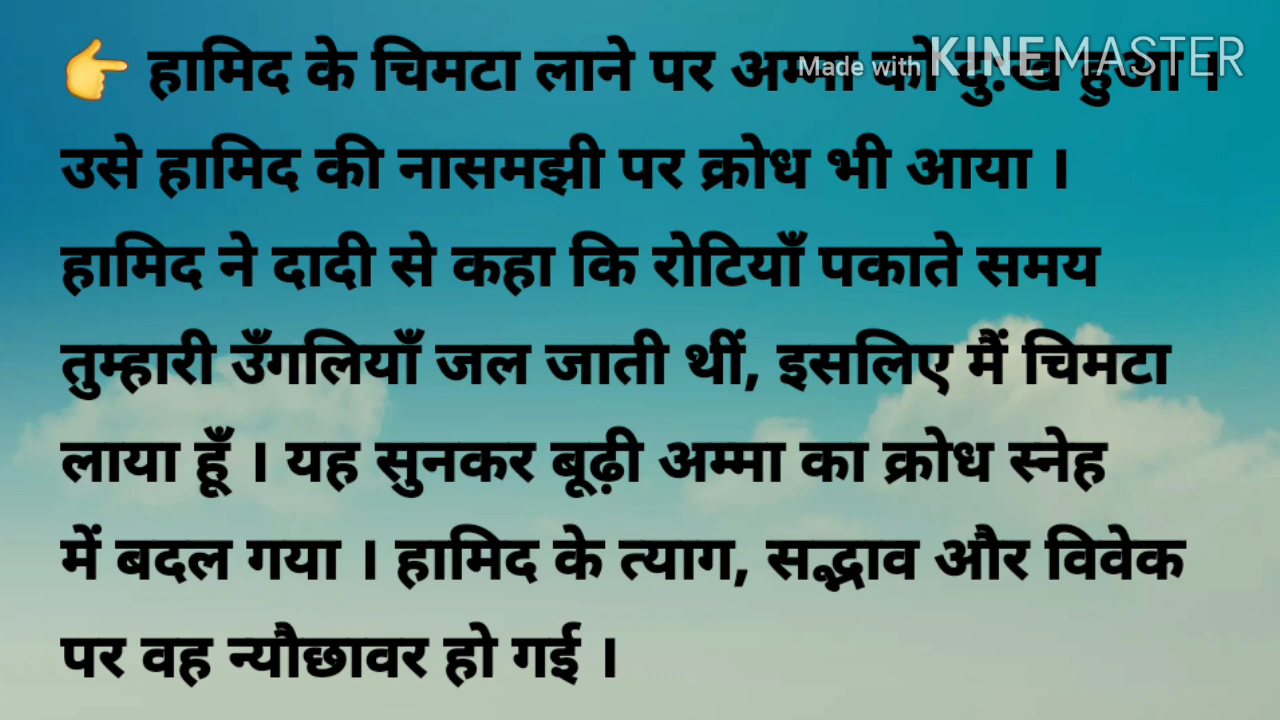 👉 हामिद के चिमटा लाने पर अम्मा को दुःख हुआ ।
Made with KINEMASTER
उसे हामिद की नासमझी पर क्रोध भी आया ।
हामिद ने दादी से कहा कि रोटियाँ पकाते समय
तुम्हारी उँगलियाँ जल जाती थीं, इसलिए मैं चिमटा
लाया हूँ । यह सुनकर बूढ़ी अम्मा का क्रोध स्नेह
में बदल गया । हामिद के त्याग, सद्भाव और विवेक
पर वह न्यौछावर हो गई ।